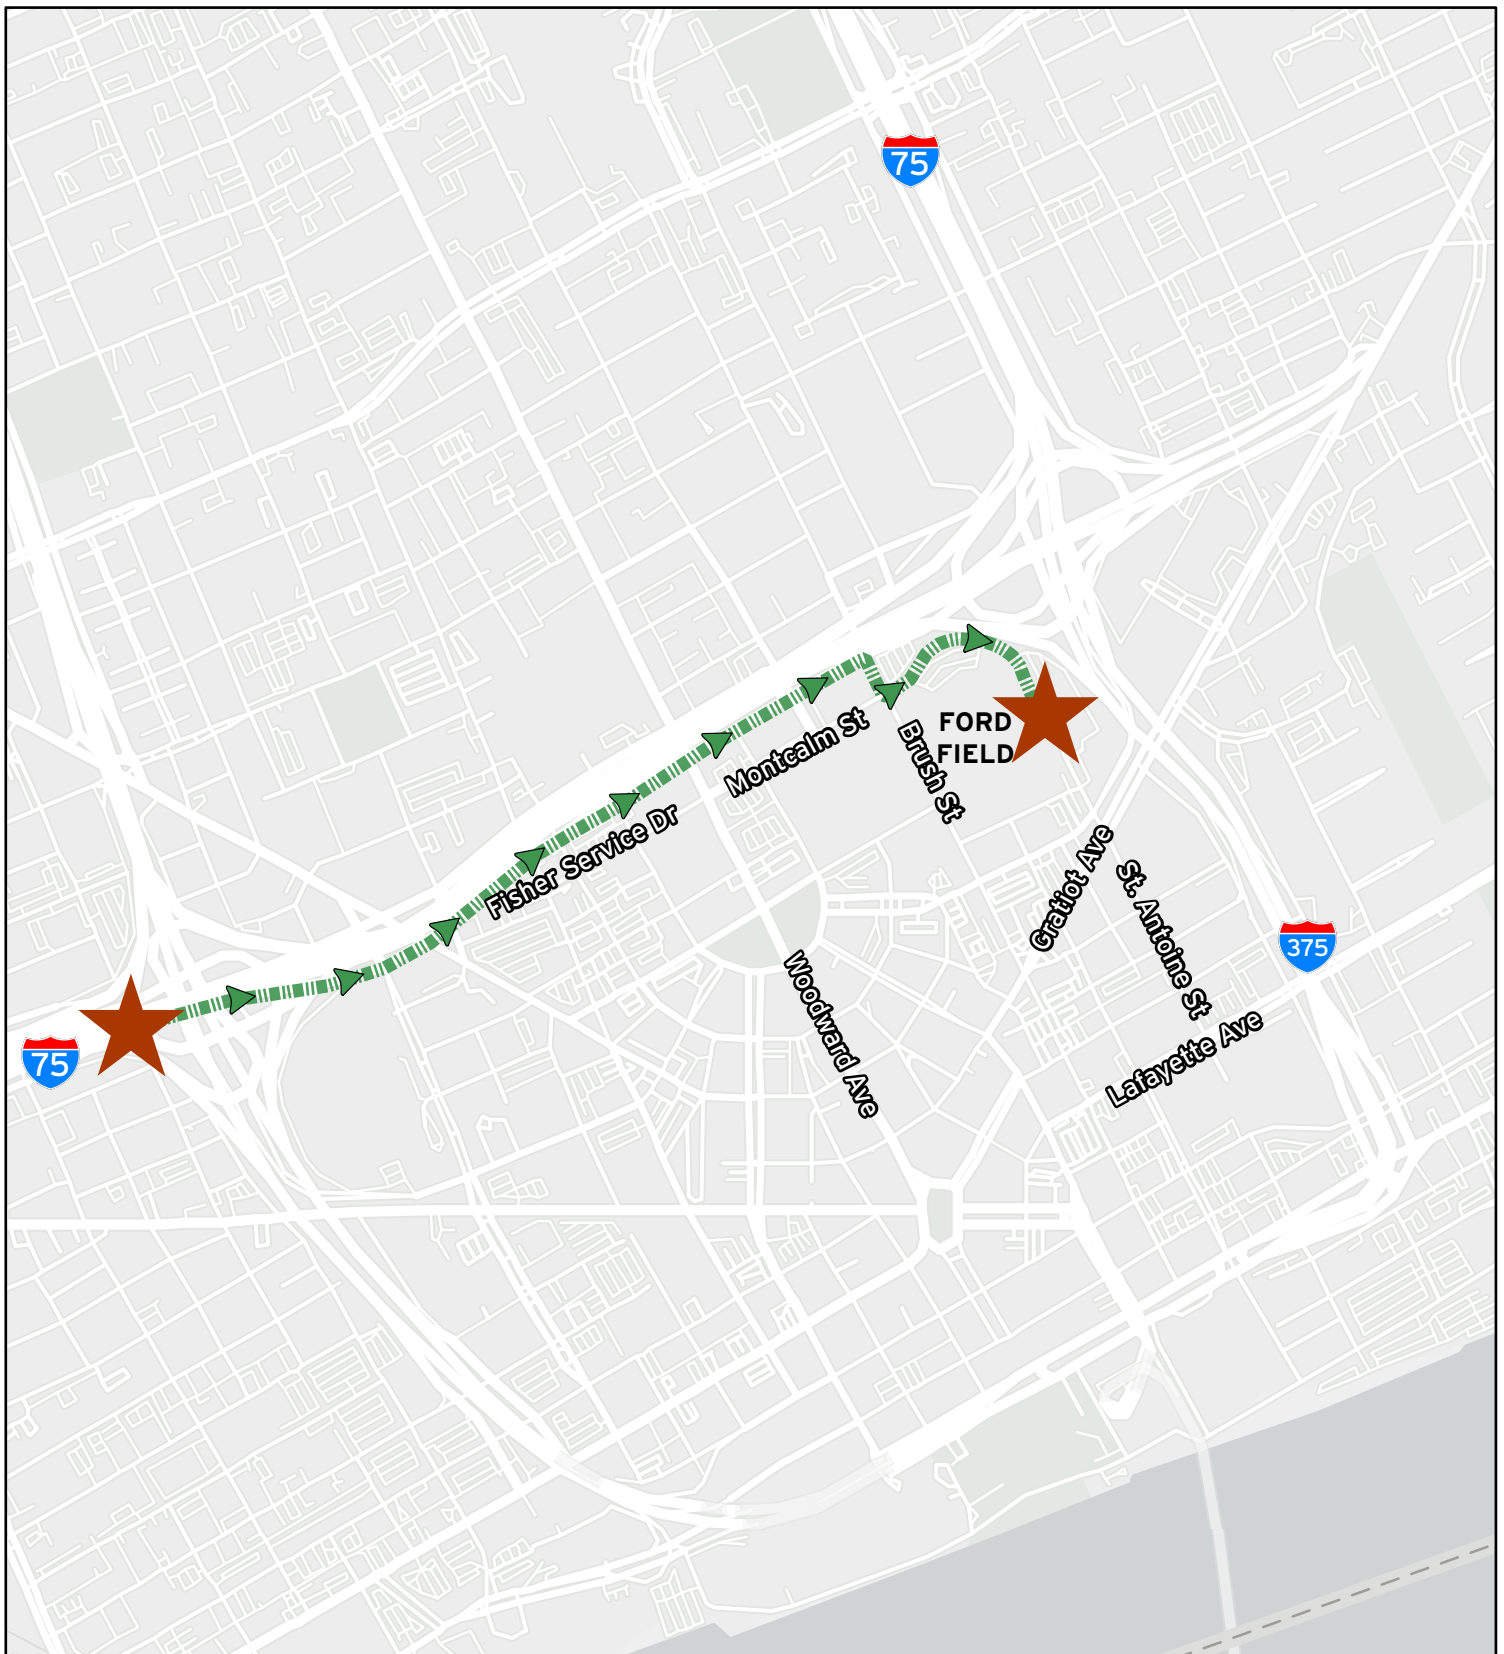 75
FORD
FIELD
Montcalm St
Brush St
Fisher Service Dr
Gratiot Ave
St. Antoine St
375
Woodward Ave
Lafayette Ave
75